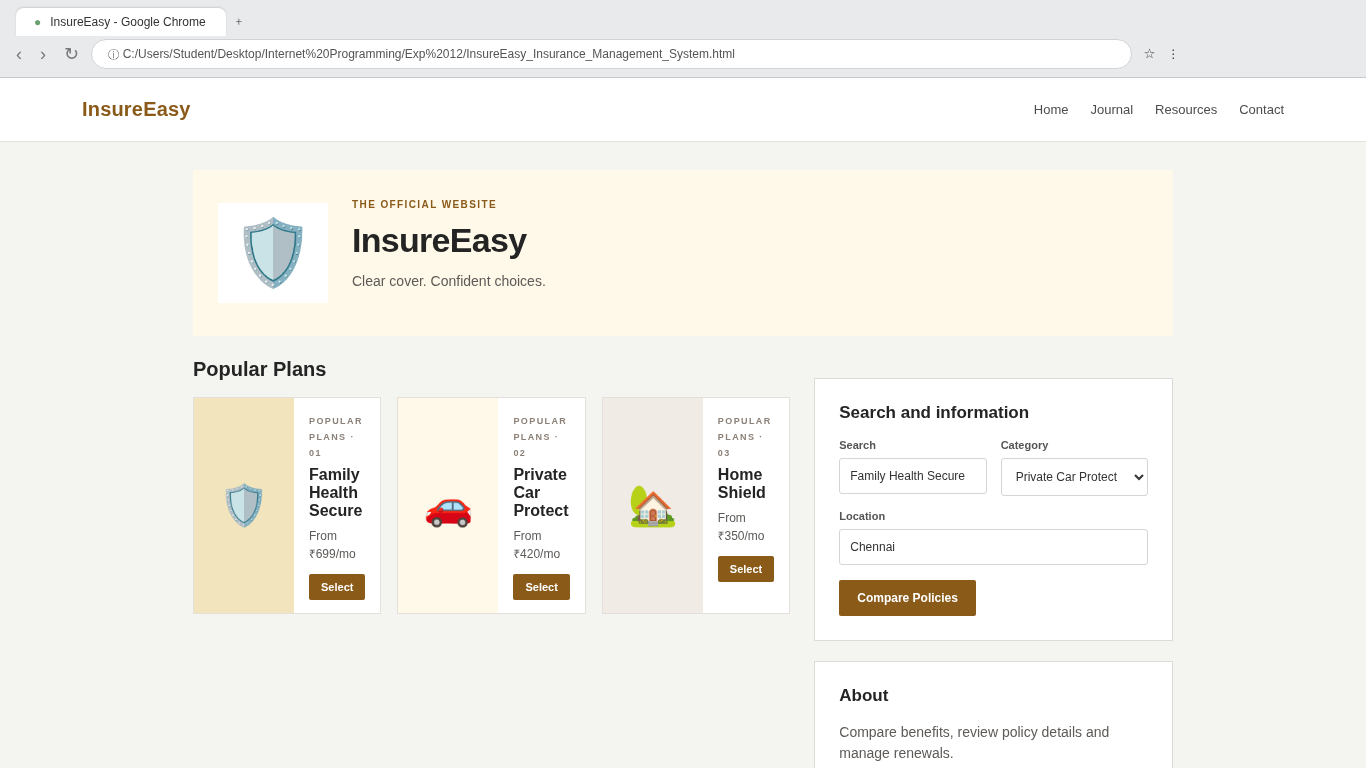 InsureEasy - Google Chrome
+
C:/Users/Student/Desktop/Internet%20Programming/Exp%2012/InsureEasy_Insurance_Management_System.html
InsureEasy
Home Journal Resources Contact
THE OFFICIAL WEBSITE
InsureEasy
Clear cover. Confident choices.
Popular Plans
POPULAR
PLANS ·
01
Family
Health
Secure
From
₹699/mo
Select
POPULAR
PLANS ·
02
Private
Car
Protect
From
₹420/mo
Select
POPULAR
PLANS ·
03
Home
Shield
From
₹350/mo
Select
Search and information
Search Category
Family Health Secure Private Car Protect
Location
Chennai
Compare Policies
About
Compare benefits, review policy details and
manage renewals.